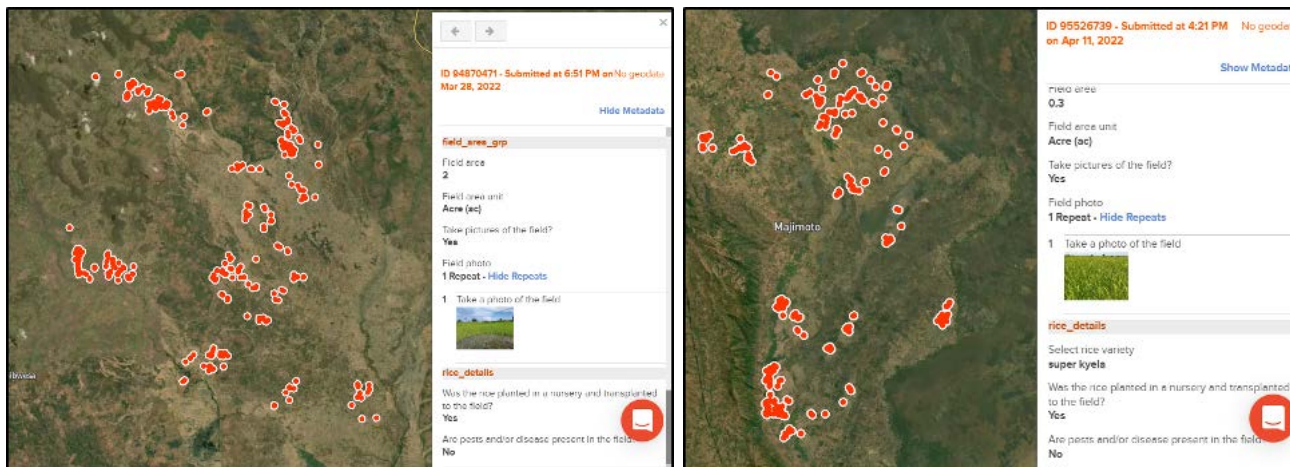 ID 94870471 - Submitted at 6:51 PM on Mar 28, 2022
No geodata
Hide Metadata
field_area_grp
Field area
2
Field area unit
Acre (ac)
Take pictures of the field?
Yes
Field photo
1 Repeat - Hide Repeats
1 Take a photo of the field
rice_details
Was the rice planted in a nursery and transplanted
to the field?
Yes
Are pests and/or disease present in the field
No
Majimoto
ID 95526739 - Submitted at 4:21 PM
on Apr 11, 2022
No geodat
Show Metadat
Field area
0.3
Field area unit
Acre (ac)
Take pictures of the field?
Yes
Field photo
1 Repeat - Hide Repeats
1 Take a photo of the field
rice_details
Select rice variety
super kyela
Was the rice planted in a nursery and transplanted
to the field?
Yes
Are pests and/or disease present in the field
No